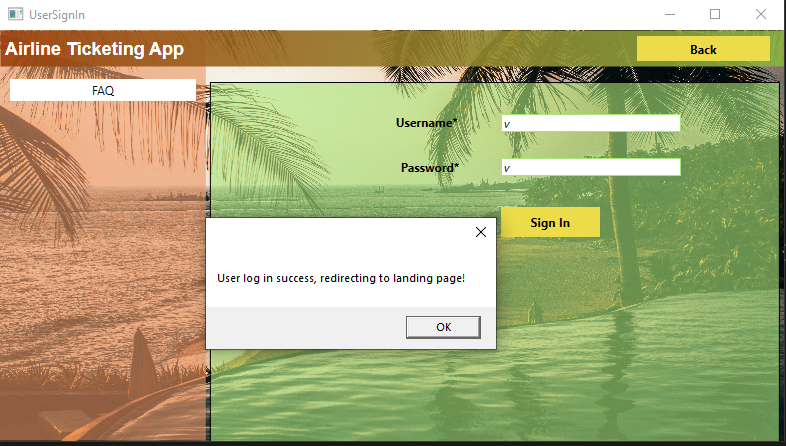 UserSignIn
Airline Ticketing App
Back
FAQ
Username*
v
Password*
v
Sign In
User log in success, redirecting to landing page!
OK